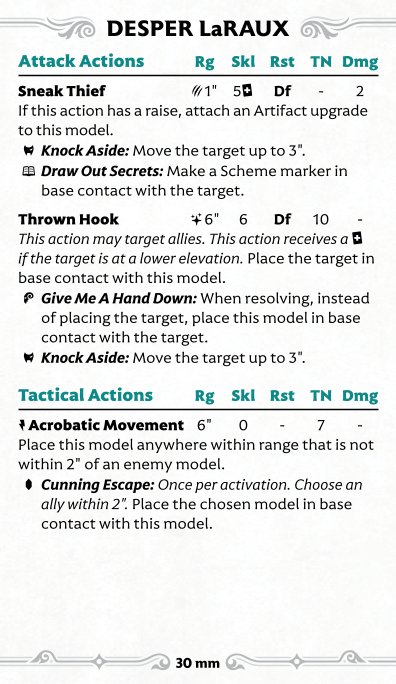 DESPER LaRAUX
Attack Actions Rg Skl Rst TN Dmg
Sneak Thief 1" 5 Df - 2
If this action has a raise, attach an Artifact upgrade
to this model.
Knock Aside: Move the target up to 3".
Draw Out Secrets: Make a Scheme marker in
base contact with the target.
Thrown Hook 6" 6 Df 10 -
This action may target allies. This action receives a
if the target is at a lower elevation. Place the target in
base contact with this model.
Give Me A Hand Down: When resolving, instead
of placing the target, place this model in base
contact with the target.
Knock Aside: Move the target up to 3".
Tactical Actions Rg Skl Rst TN Dmg
Acrobatic Movement 6" 0 - 7 -
Place this model anywhere within range that is not
within 2" of an enemy model.
Cunning Escape: Once per activation. Choose an
ally within 2". Place the chosen model in base
contact with this model.
30 mm